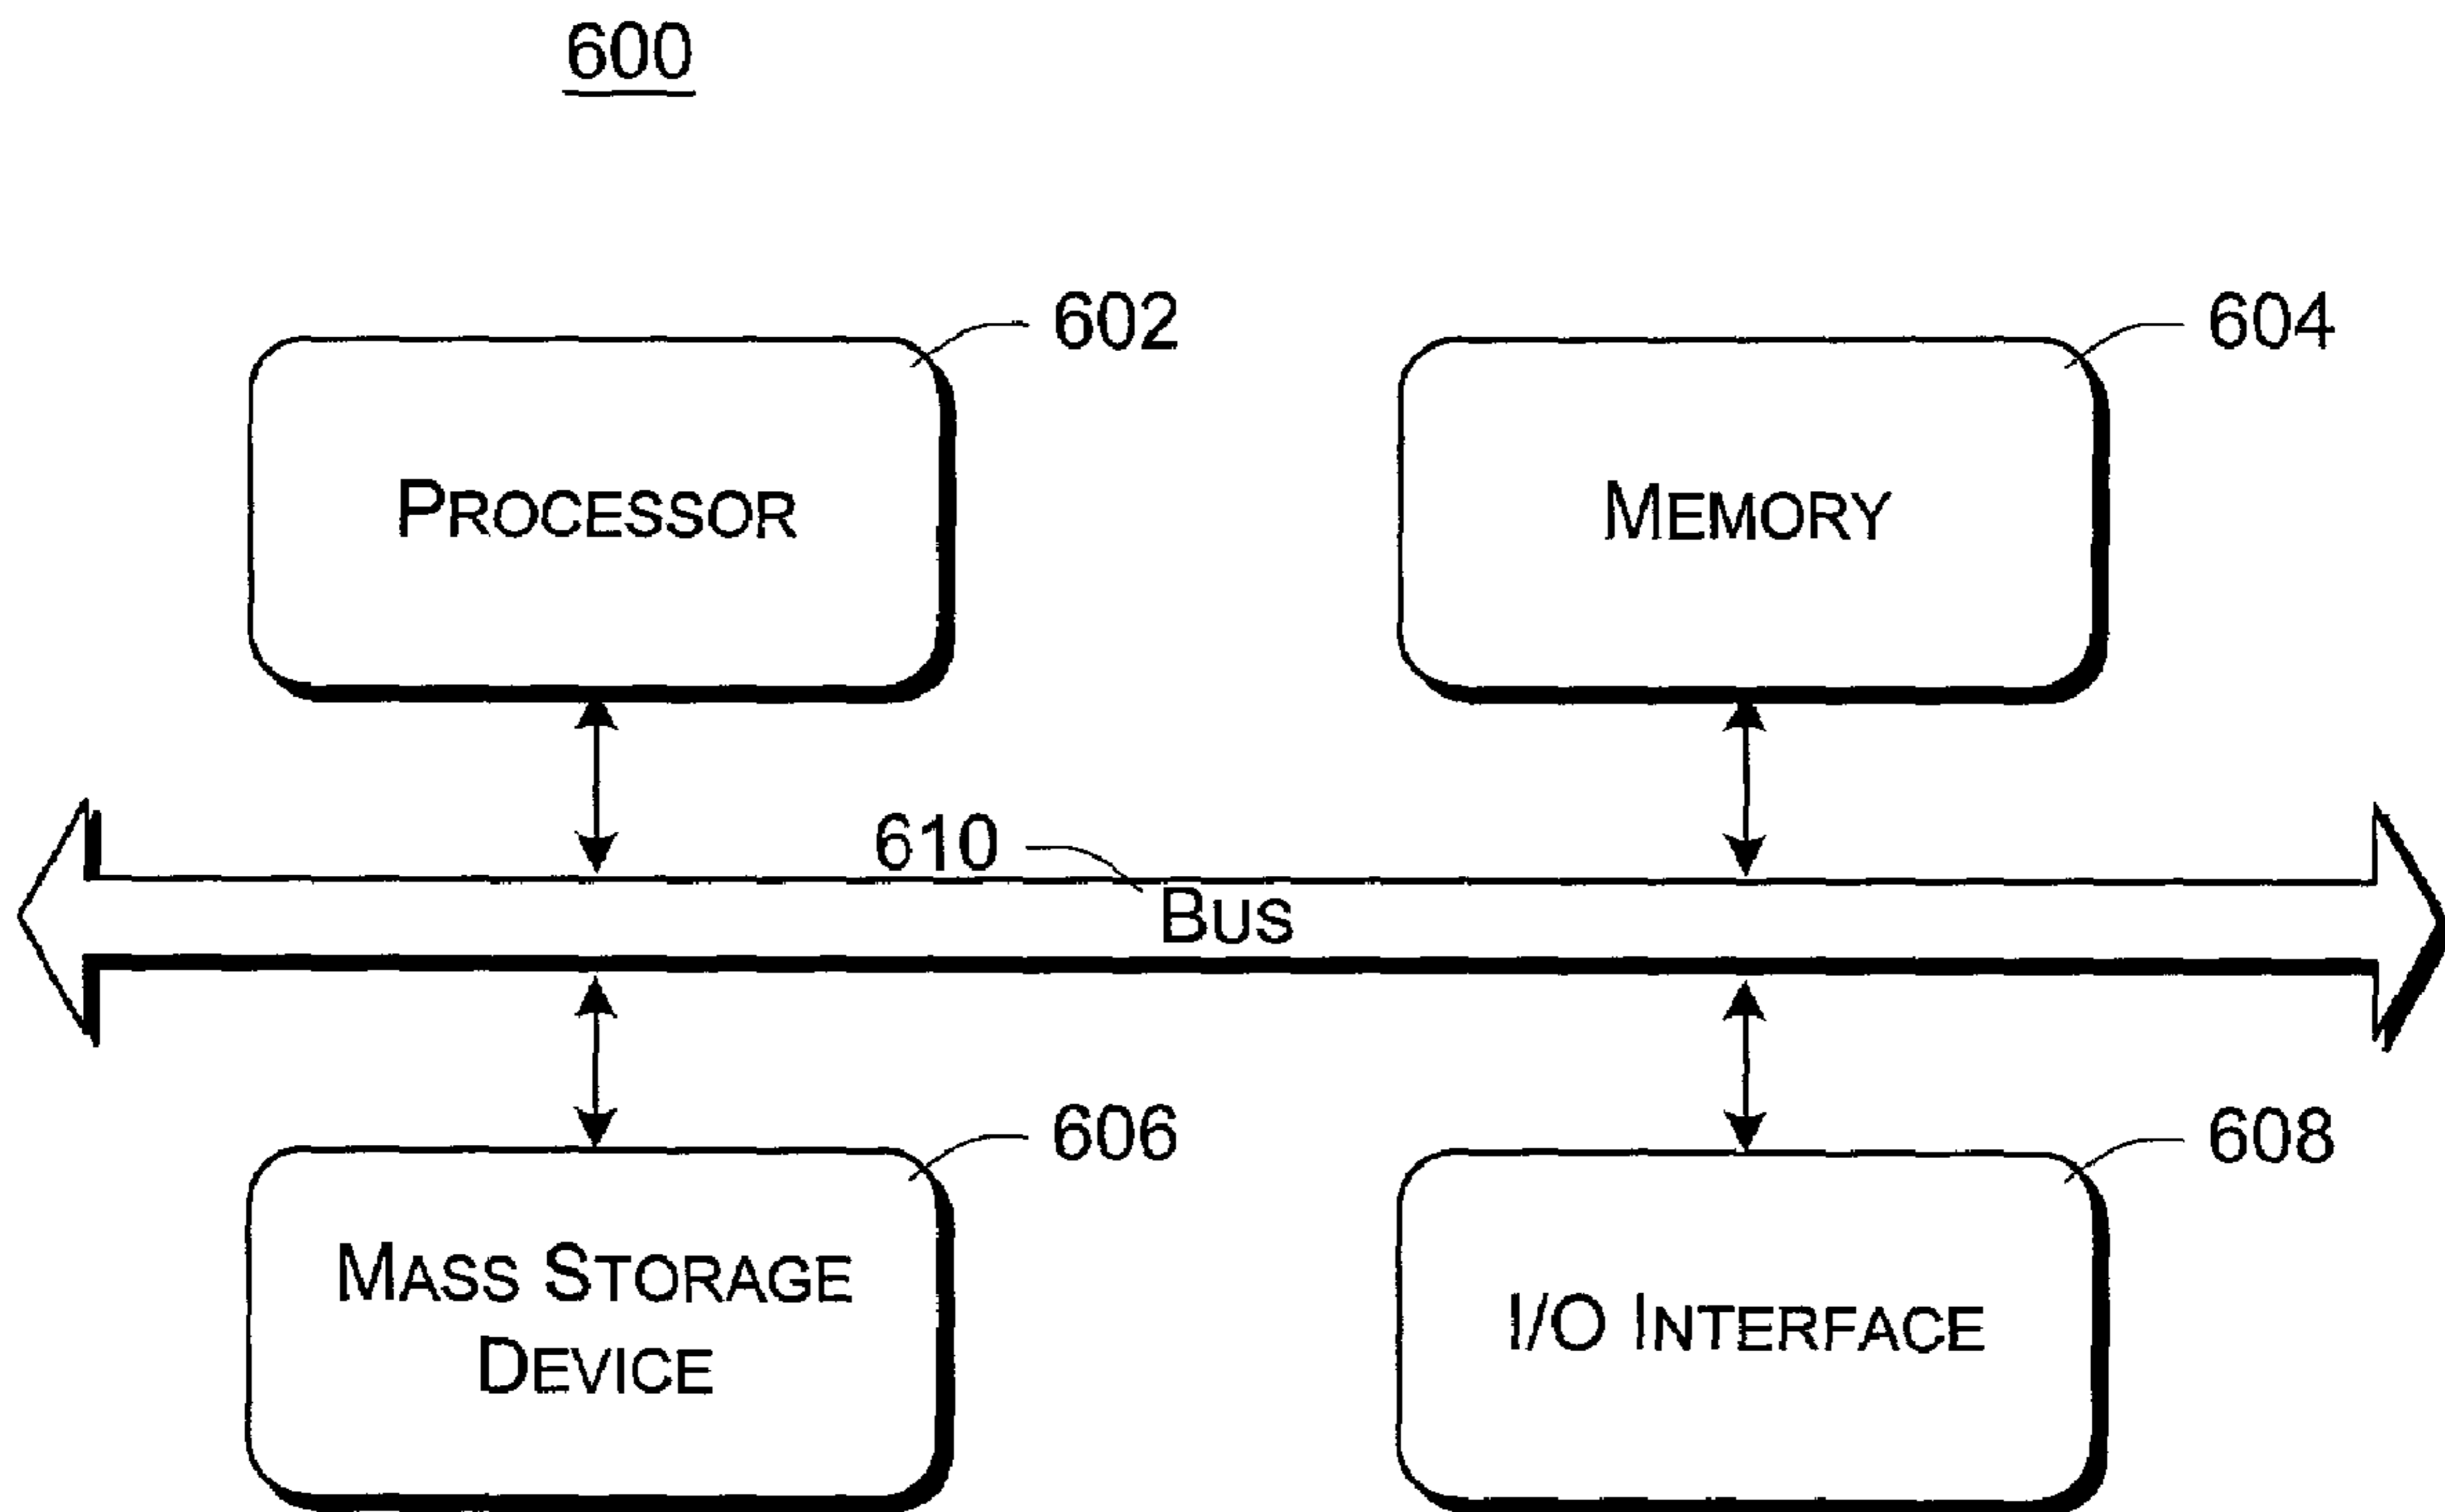 600
602
604
PROCESSOR
MEMORY
610
BUS
606
608
MASS STORAGE
DEVICE
I/O INTERFACE